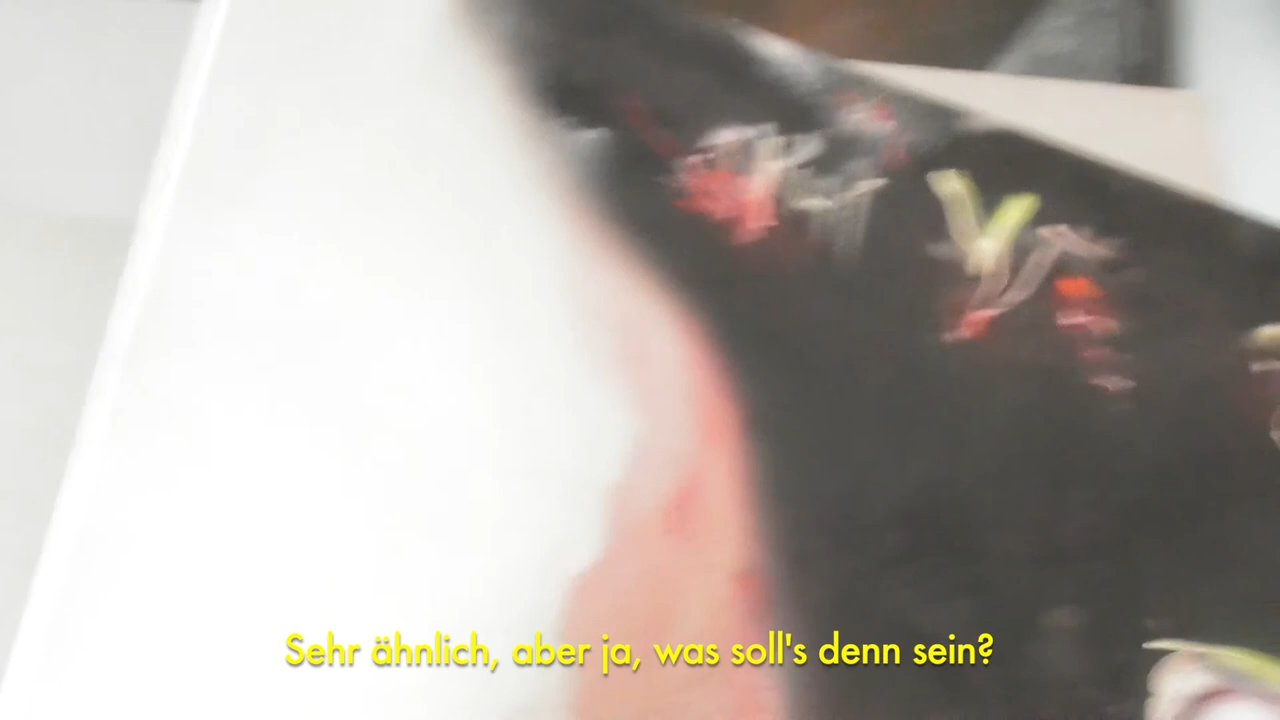 Sehr ähnlich, aber ja, was soll's denn sein?